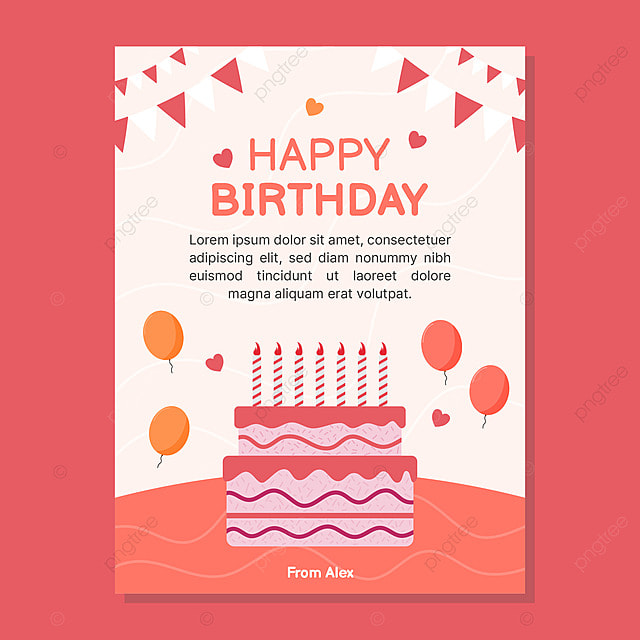 HAPPY
BIRTHDAY
Lorem ipsum dolor sit amet, consectetuer
adipiscing elit, sed diam nonummy nibh
euismod tincidunt ut laoreet dolore
magna aliquam erat volutpat.
From Alex
pngtree